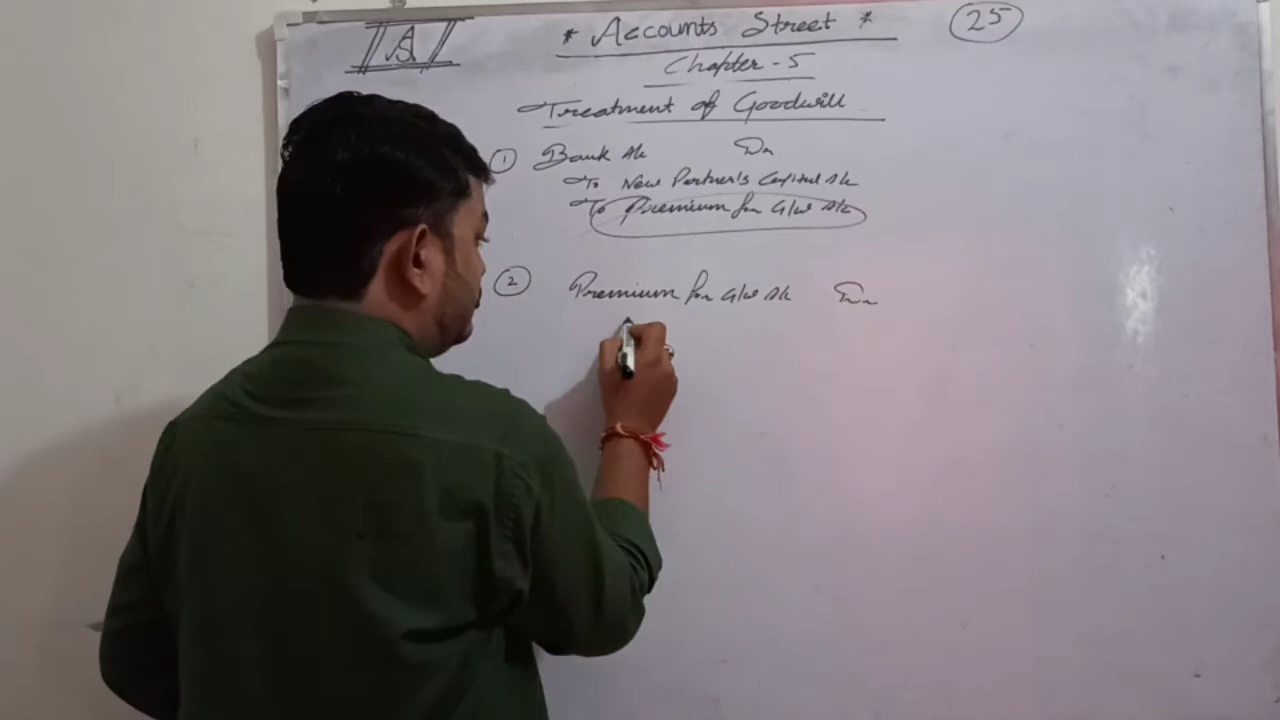 AS
* Accounts Street *
25
Chapter - 5
Treatment of Goodwill
① Bank A/c Dr
To New Partner's Capital A/c
To Premium for G/w A/c
② Premium for G/w A/c Dr